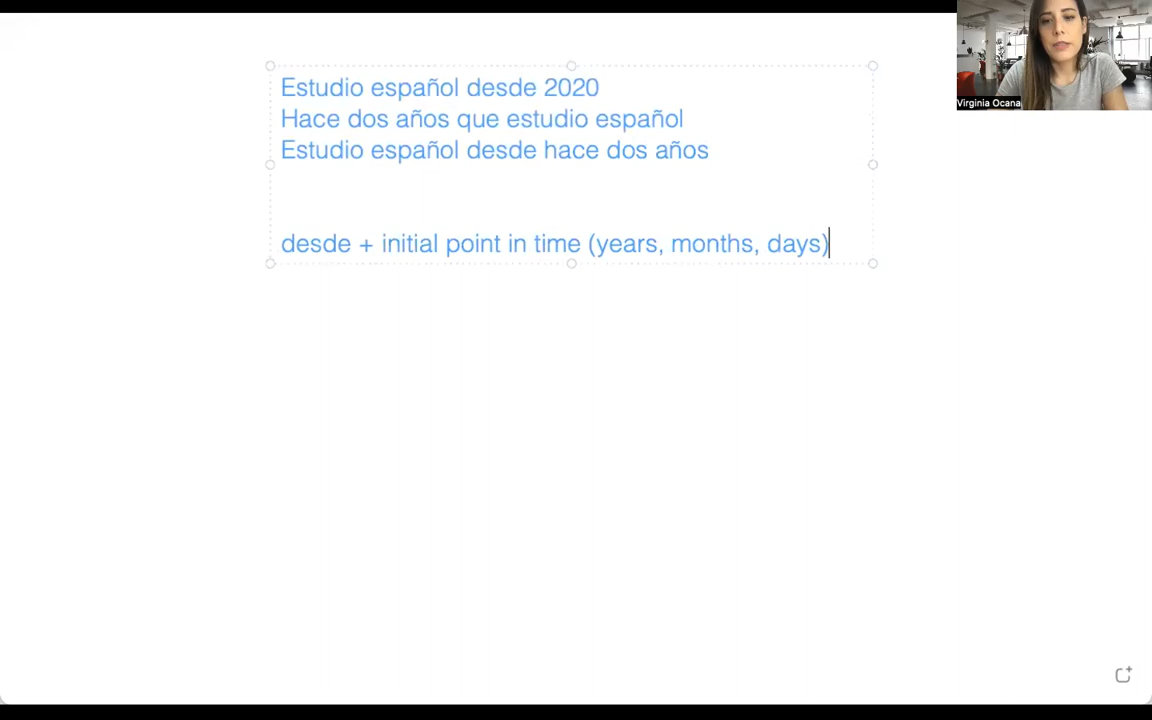 Estudio español desde 2020
Hace dos años que estudio español
Estudio español desde hace dos años
desde + initial point in time (years, months, days)
Virginia Ocana